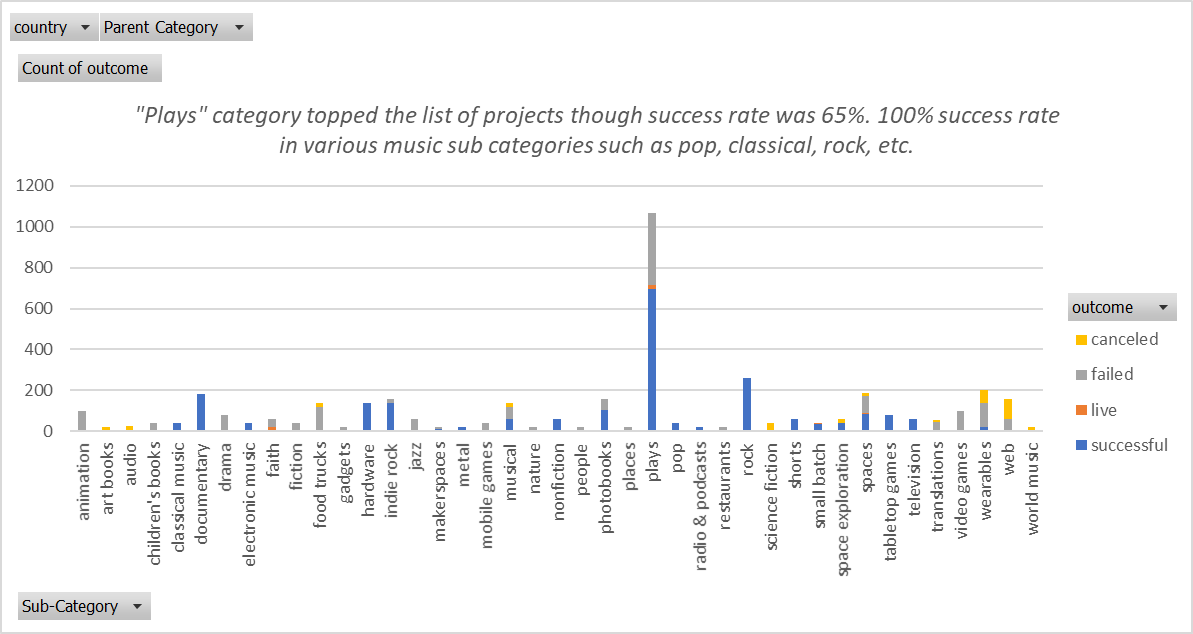 country Parent Category
Count of outcome
"Plays" category topped the list of projects though success rate was 65%. 100% success rate
in various music sub categories such as pop, classical, rock, etc.
1200
1000
800
600
400
200
0
animation
art books
audio
children's books
classical music
documentary
drama
electronic music
faith
fiction
food trucks
gadgets
hardware
indie rock
jazz
makerspaces
metal
mobile games
musical
nature
nonfiction
people
photobooks
places
plays
pop
radio & podcasts
restaurants
rock
science fiction
shorts
small batch
space exploration
spaces
tabletop games
television
translations
video games
wearables
web
world music
outcome
canceled
failed
live
successful
Sub-Category